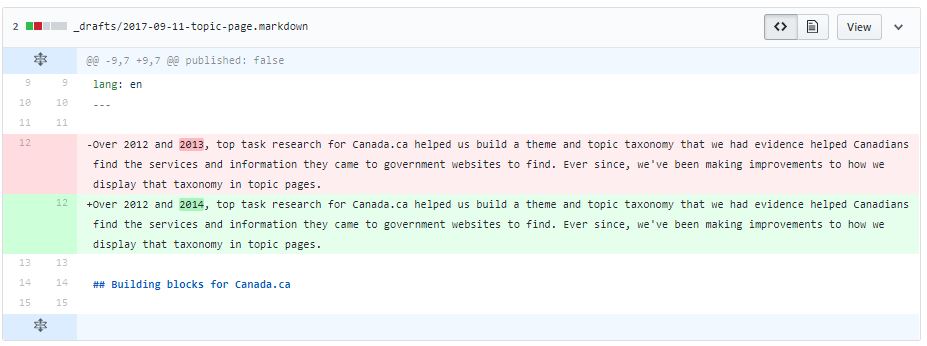 2 _drafts/2017-09-11-topic-page.markdown View
@@ -9,7 +9,7 @@ published: false
9 9 lang: en
10 10 ---
11 11
12 -Over 2012 and 2013, top task research for Canada.ca helped us build a theme and topic taxonomy that we had evidence helped Canadians
find the services and information they came to government websites to find. Ever since, we've been making improvements to how we
display that taxonomy in topic pages.
12 +Over 2012 and 2014, top task research for Canada.ca helped us build a theme and topic taxonomy that we had evidence helped Canadians
find the services and information they came to government websites to find. Ever since, we've been making improvements to how we
display that taxonomy in topic pages.
13 13
14 14 ## Building blocks for Canada.ca
15 15